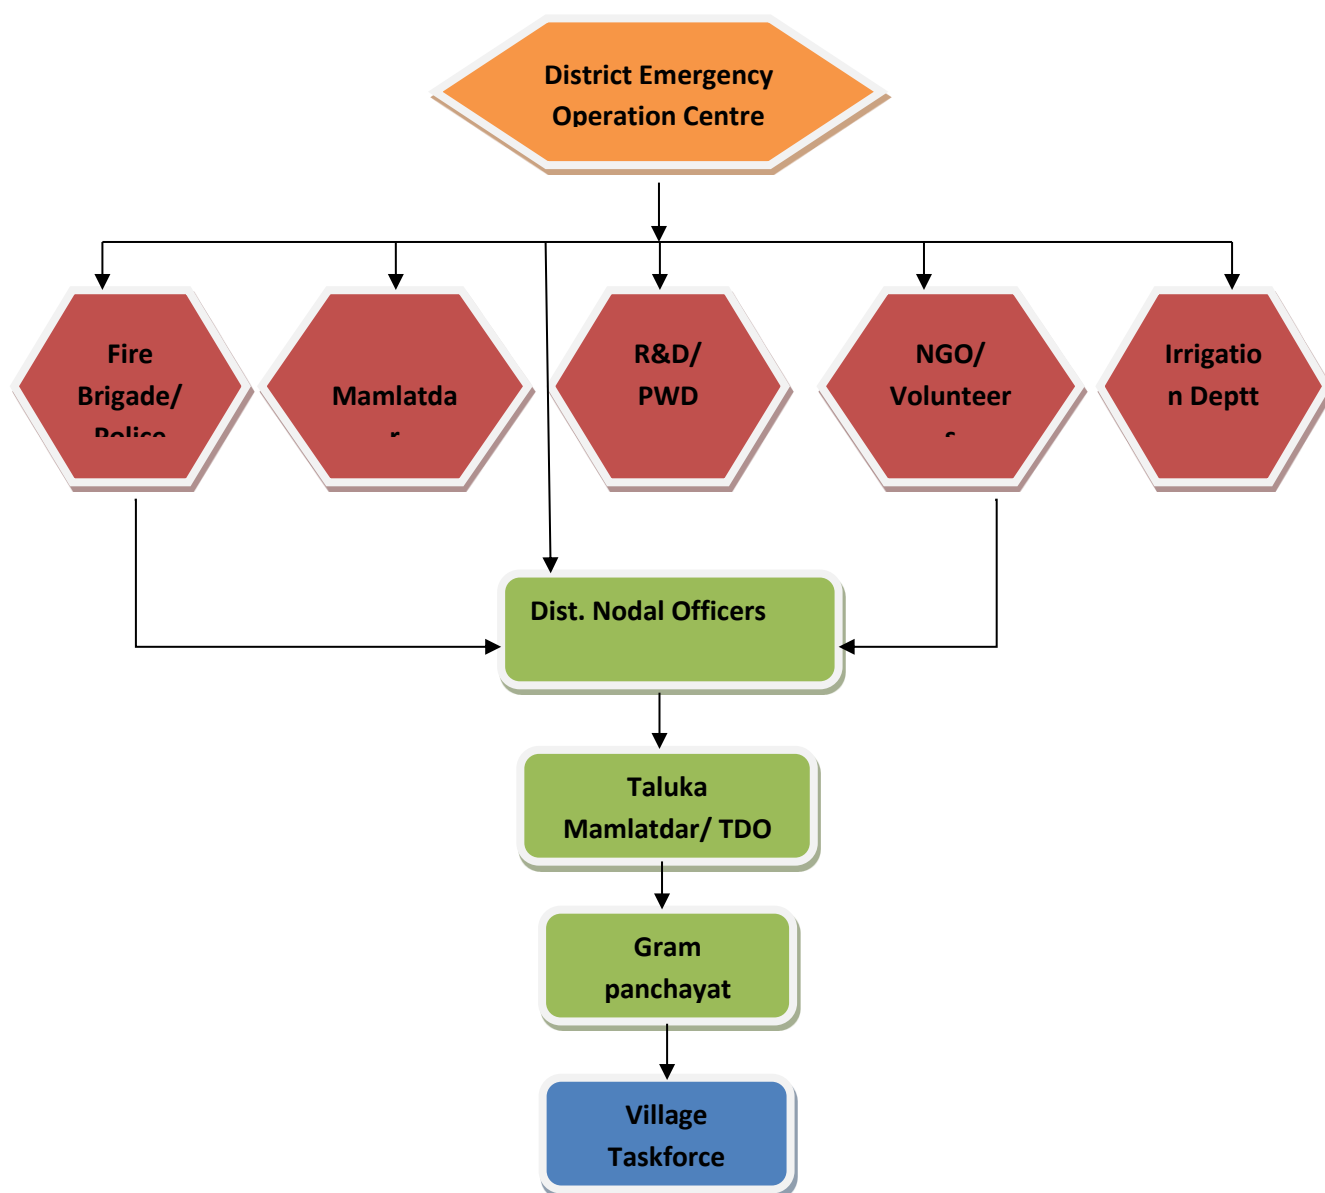 District Emergency
Operation Centre
Fire
Brigade/
Police
Mamlatda
r
R&D/
PWD
NGO/
Volunteer
s
Irrigatio
n Deptt
Dist. Nodal Officers
Taluka
Mamlatdar/ TDO
Gram
panchayat
Village
Taskforce